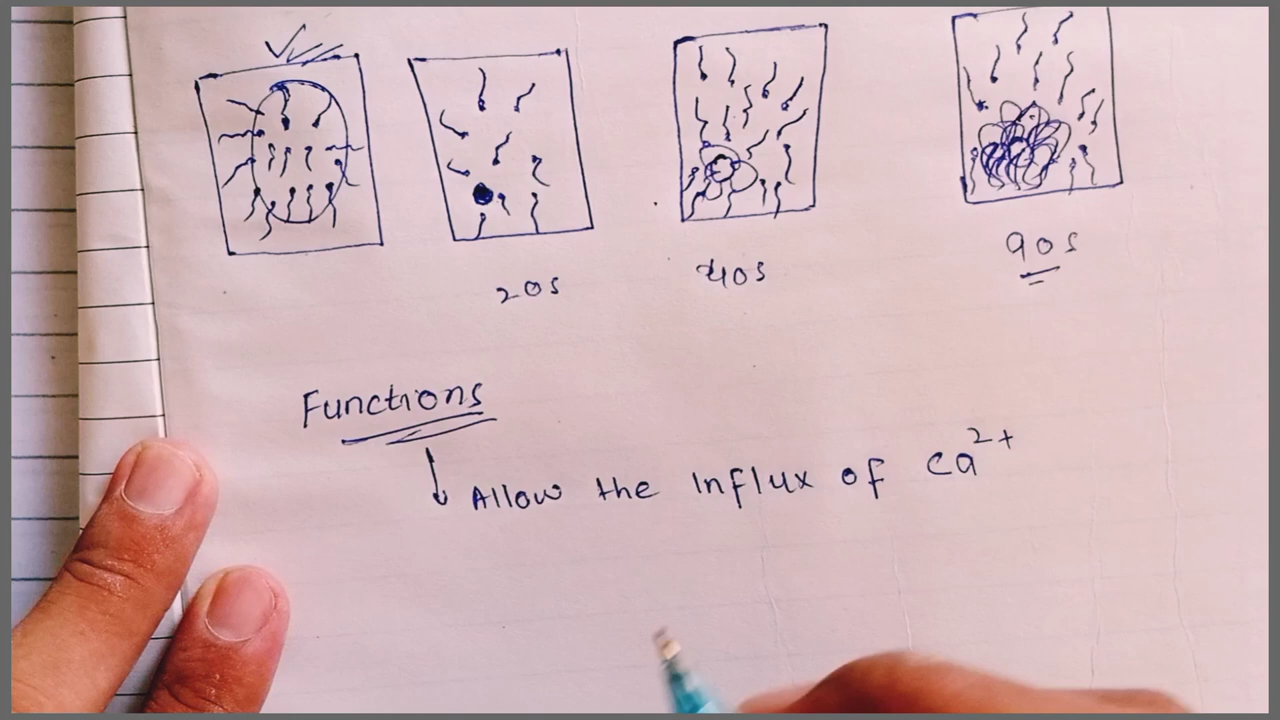 20s
40s
90s
Functions
Allow the Influx of Ca²⁺